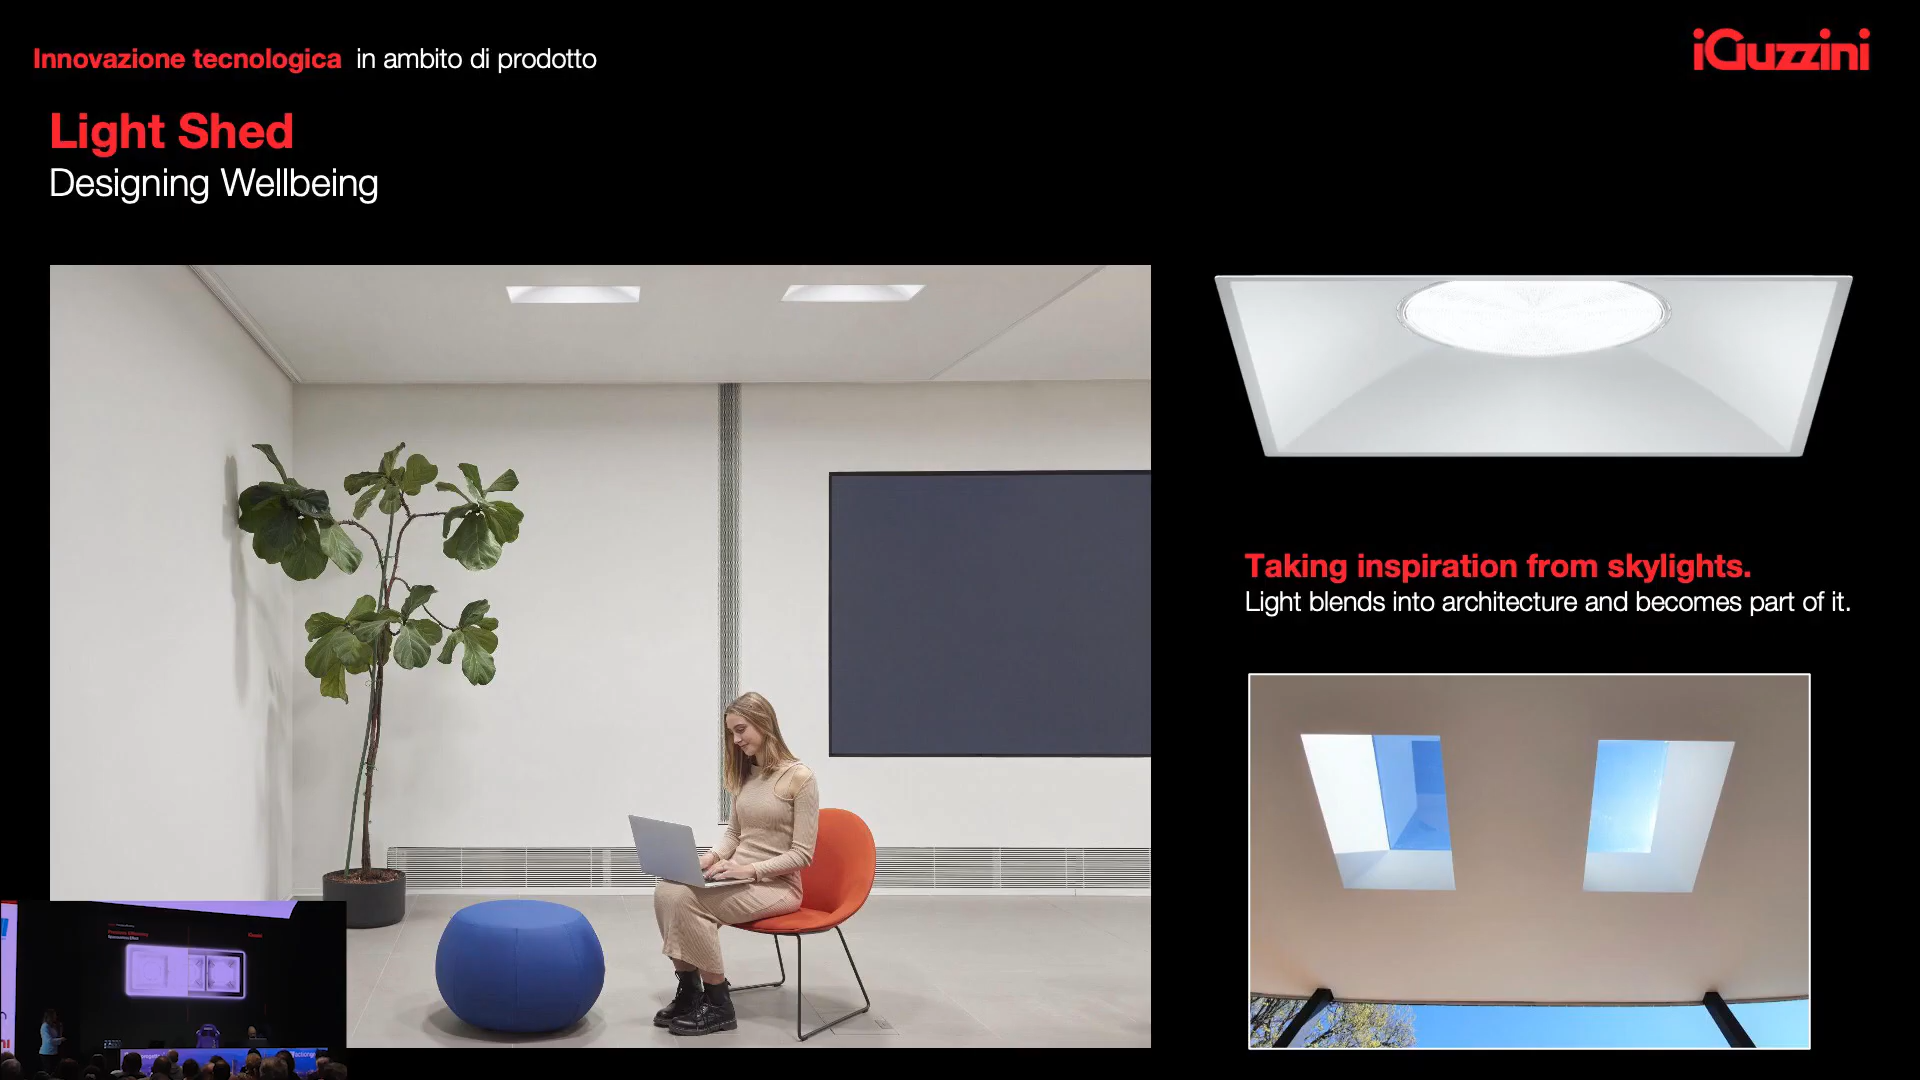 Innovazione tecnologica in ambito di prodotto
iGuzzini
Light Shed
Designing Wellbeing
Taking inspiration from skylights.
Light blends into architecture and becomes part of it.